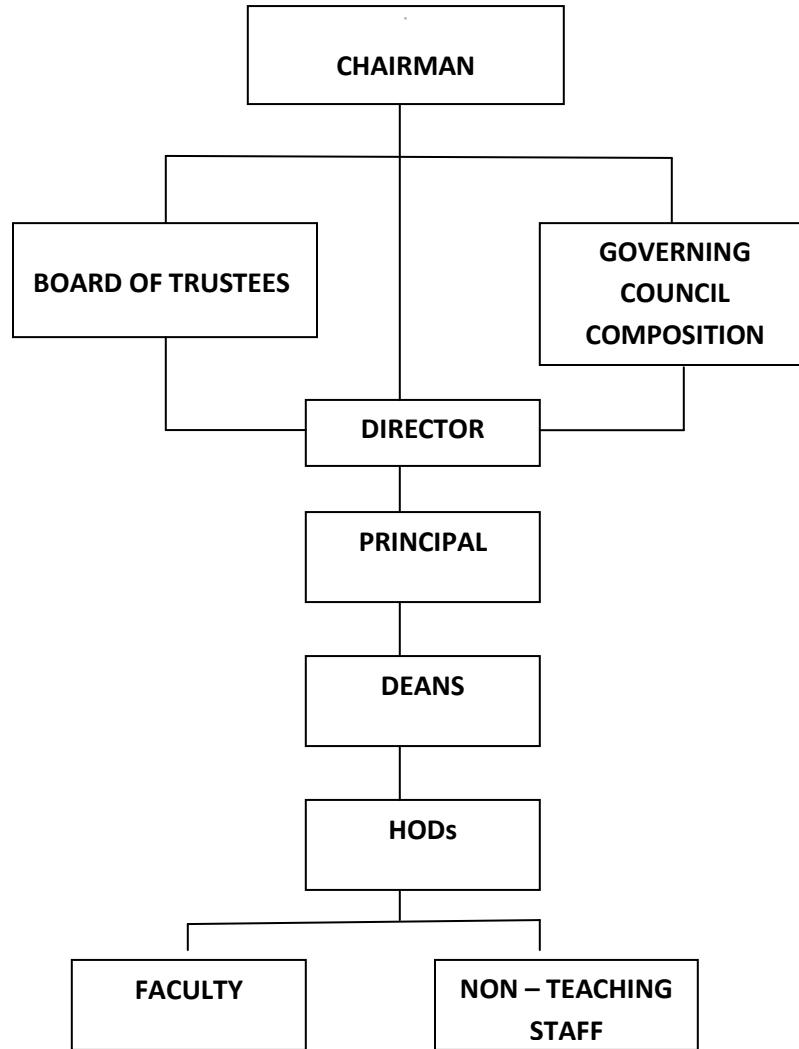 CHAIRMAN
BOARD OF TRUSTEES
GOVERNING
COUNCIL
COMPOSITION
DIRECTOR
PRINCIPAL
DEANS
HODs
FACULTY
NON – TEACHING
STAFF